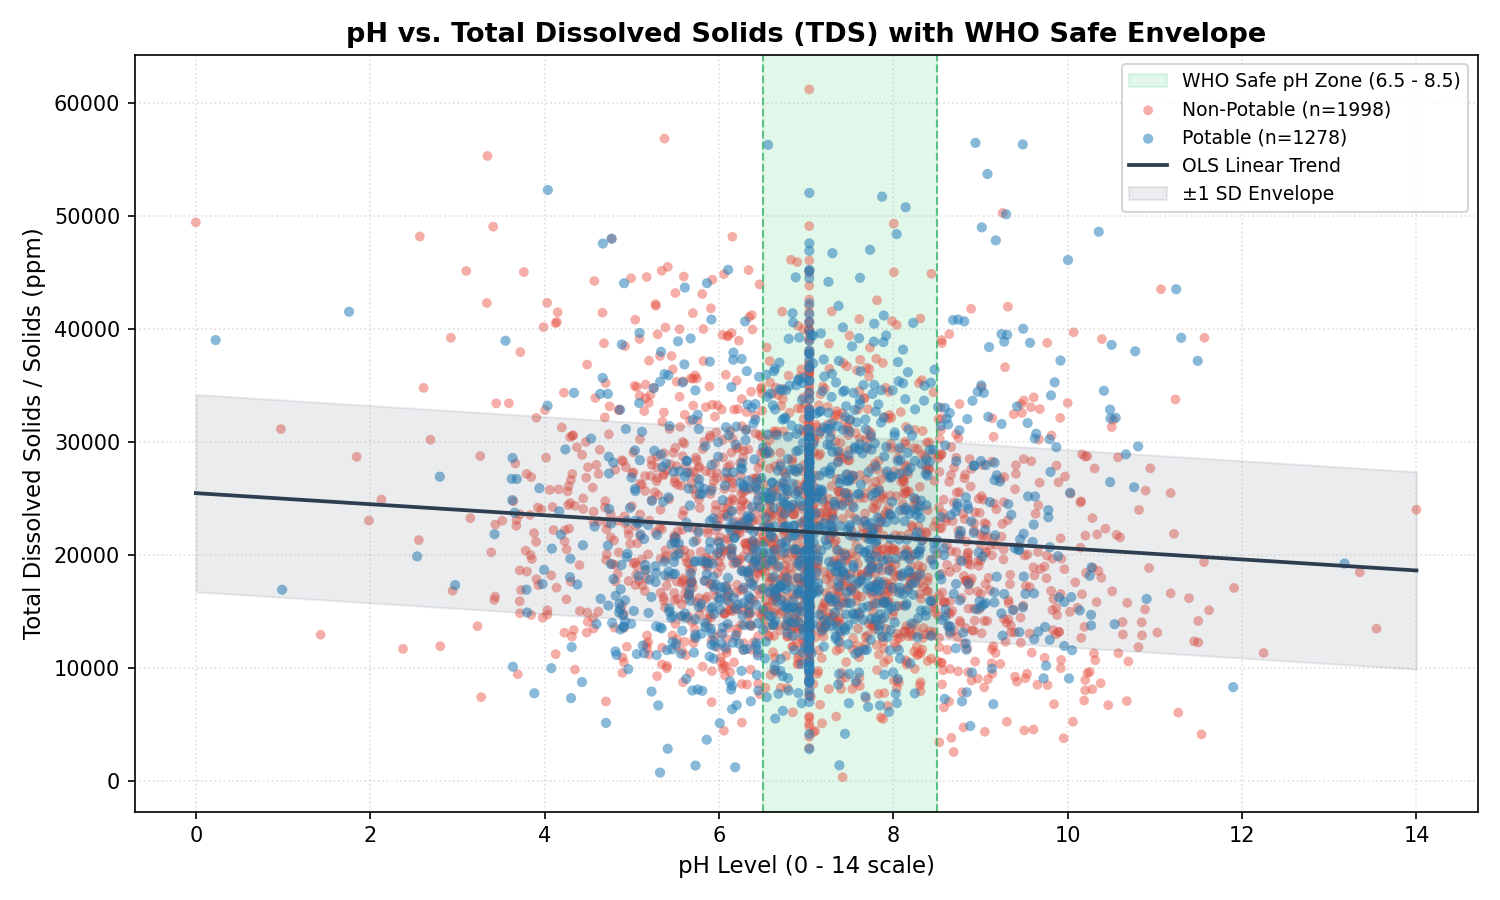 pH vs. Total Dissolved Solids (TDS) with WHO Safe Envelope
WHO Safe pH Zone (6.5 - 8.5)
Non-Potable (n=1998)
Potable (n=1278)
OLS Linear Trend
±1 SD Envelope
Total Dissolved Solids / Solids (ppm)
60000
50000
40000
30000
20000
10000
0
0 2 4 6 8 10 12 14
pH Level (0 - 14 scale)